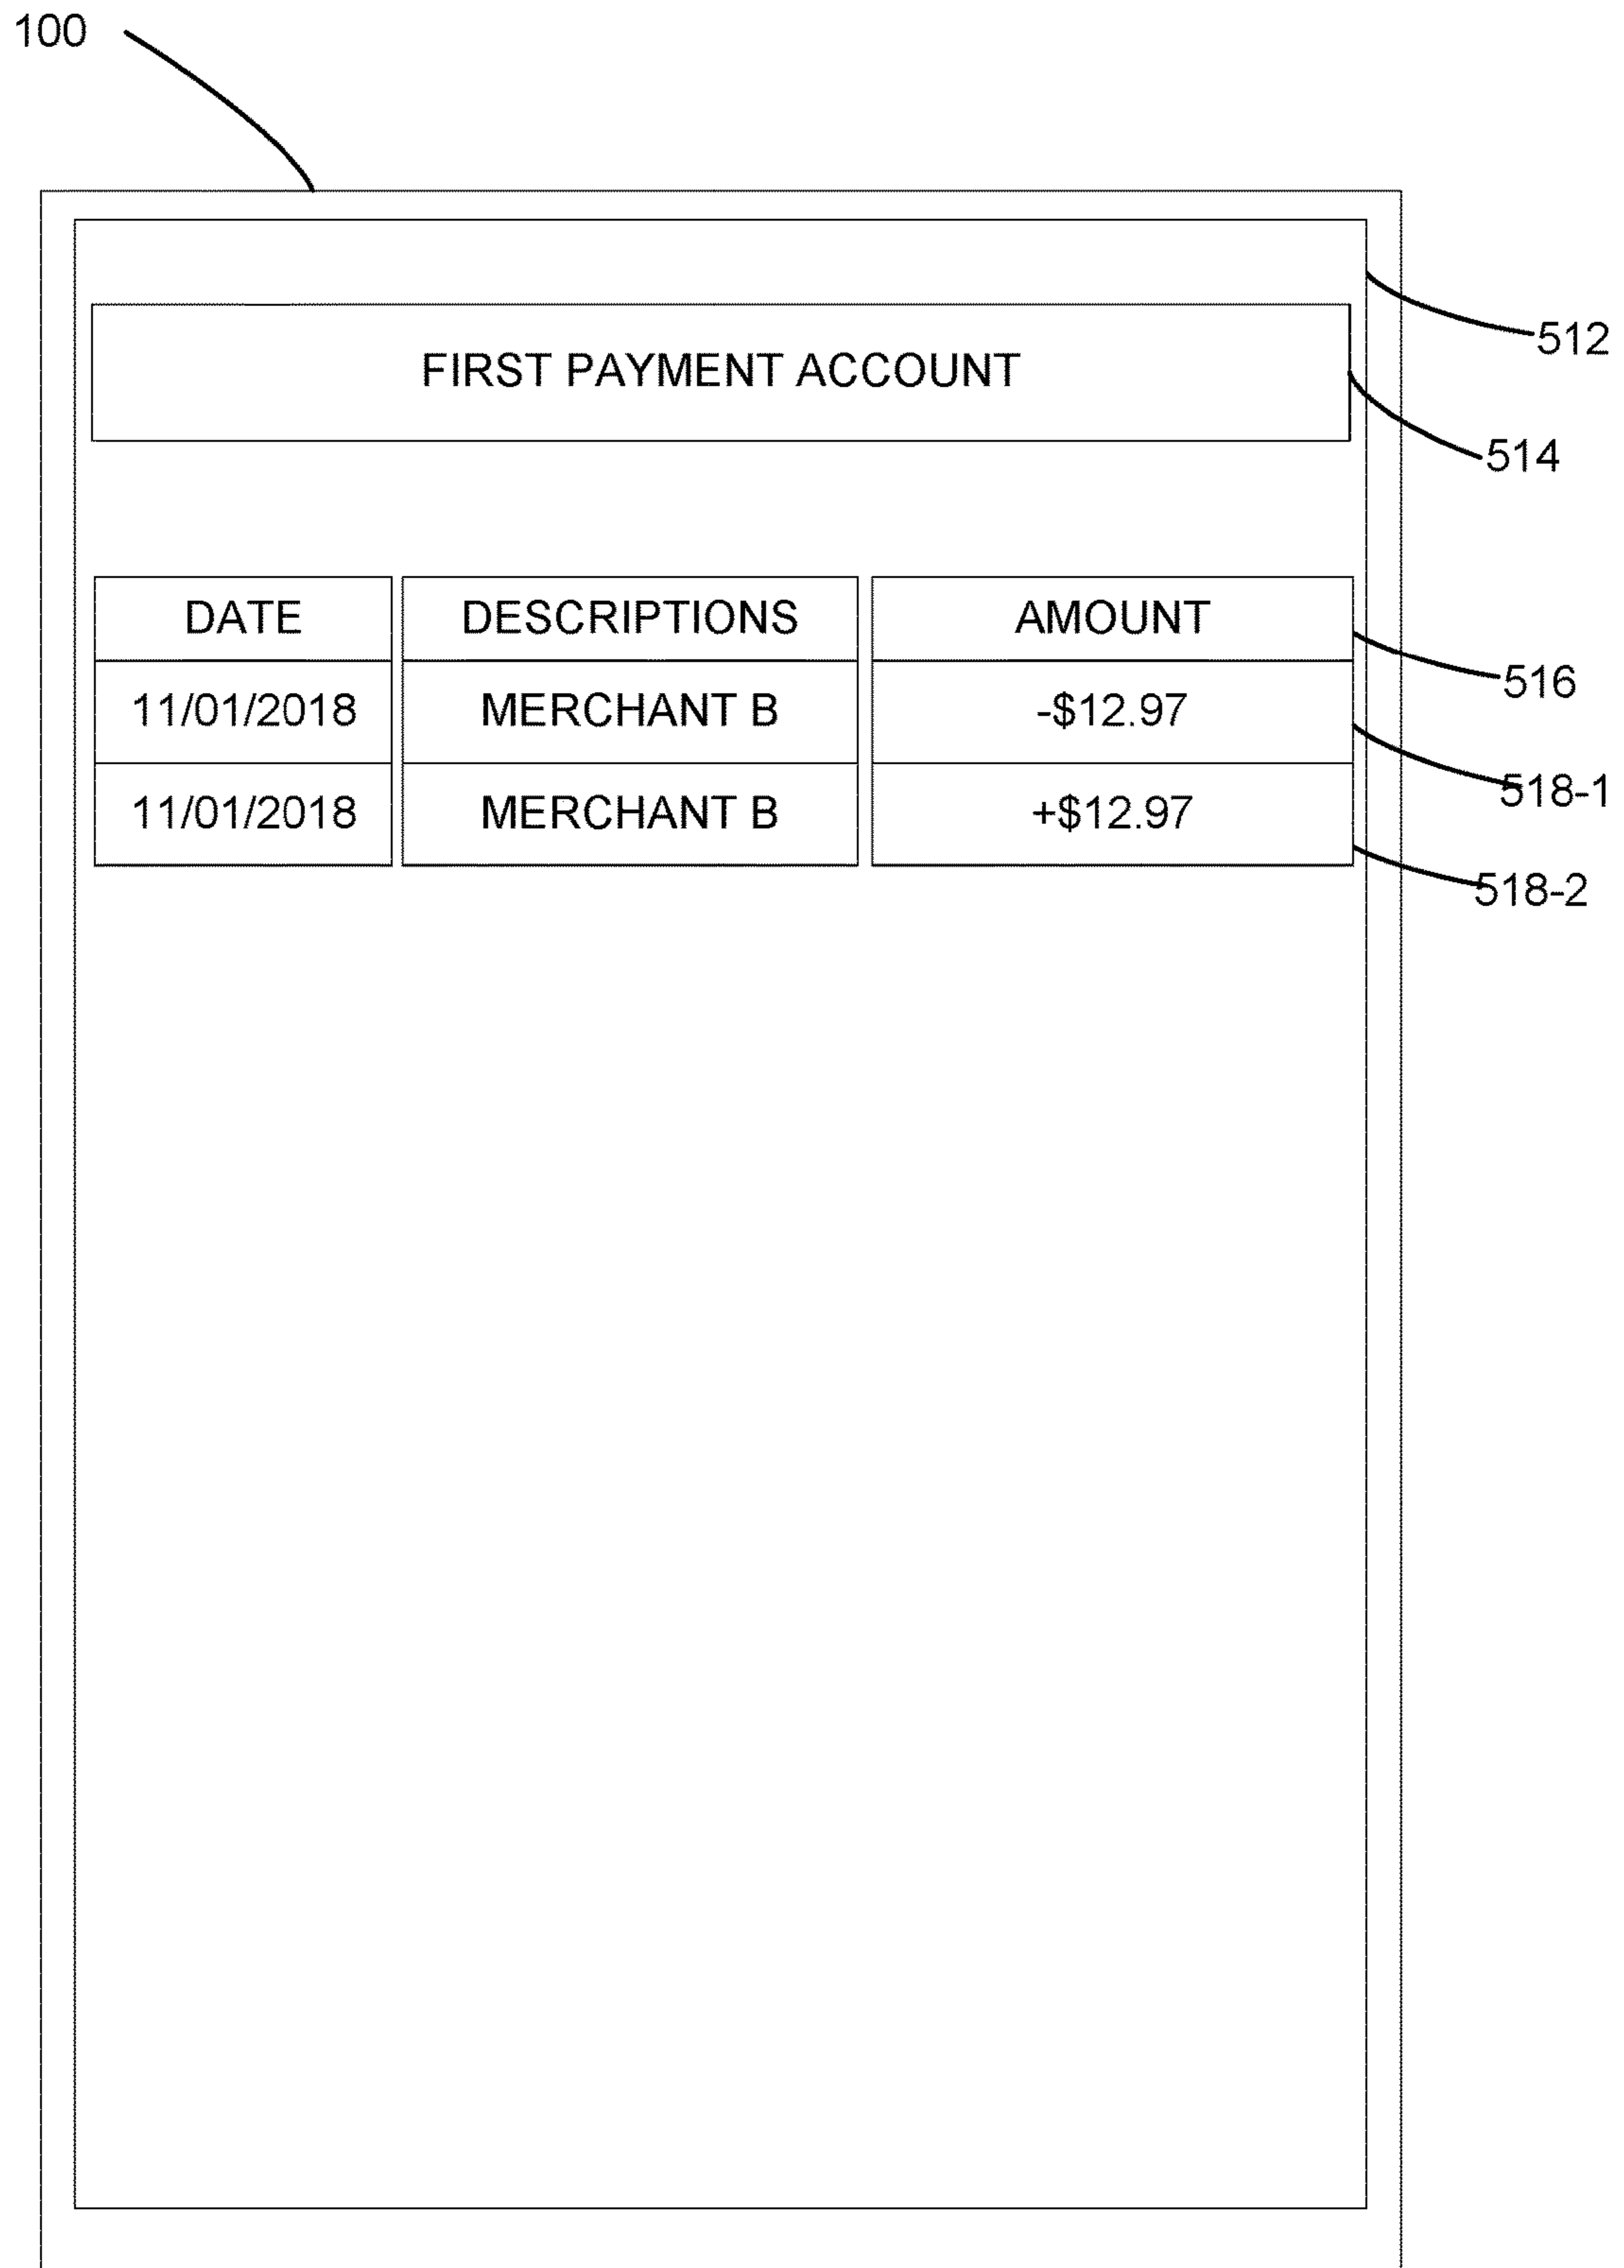 100
512
FIRST PAYMENT ACCOUNT
514
DATE DESCRIPTIONS AMOUNT
516
11/01/2018 MERCHANT B -$12.97
518-1
11/01/2018 MERCHANT B +$12.97
518-2